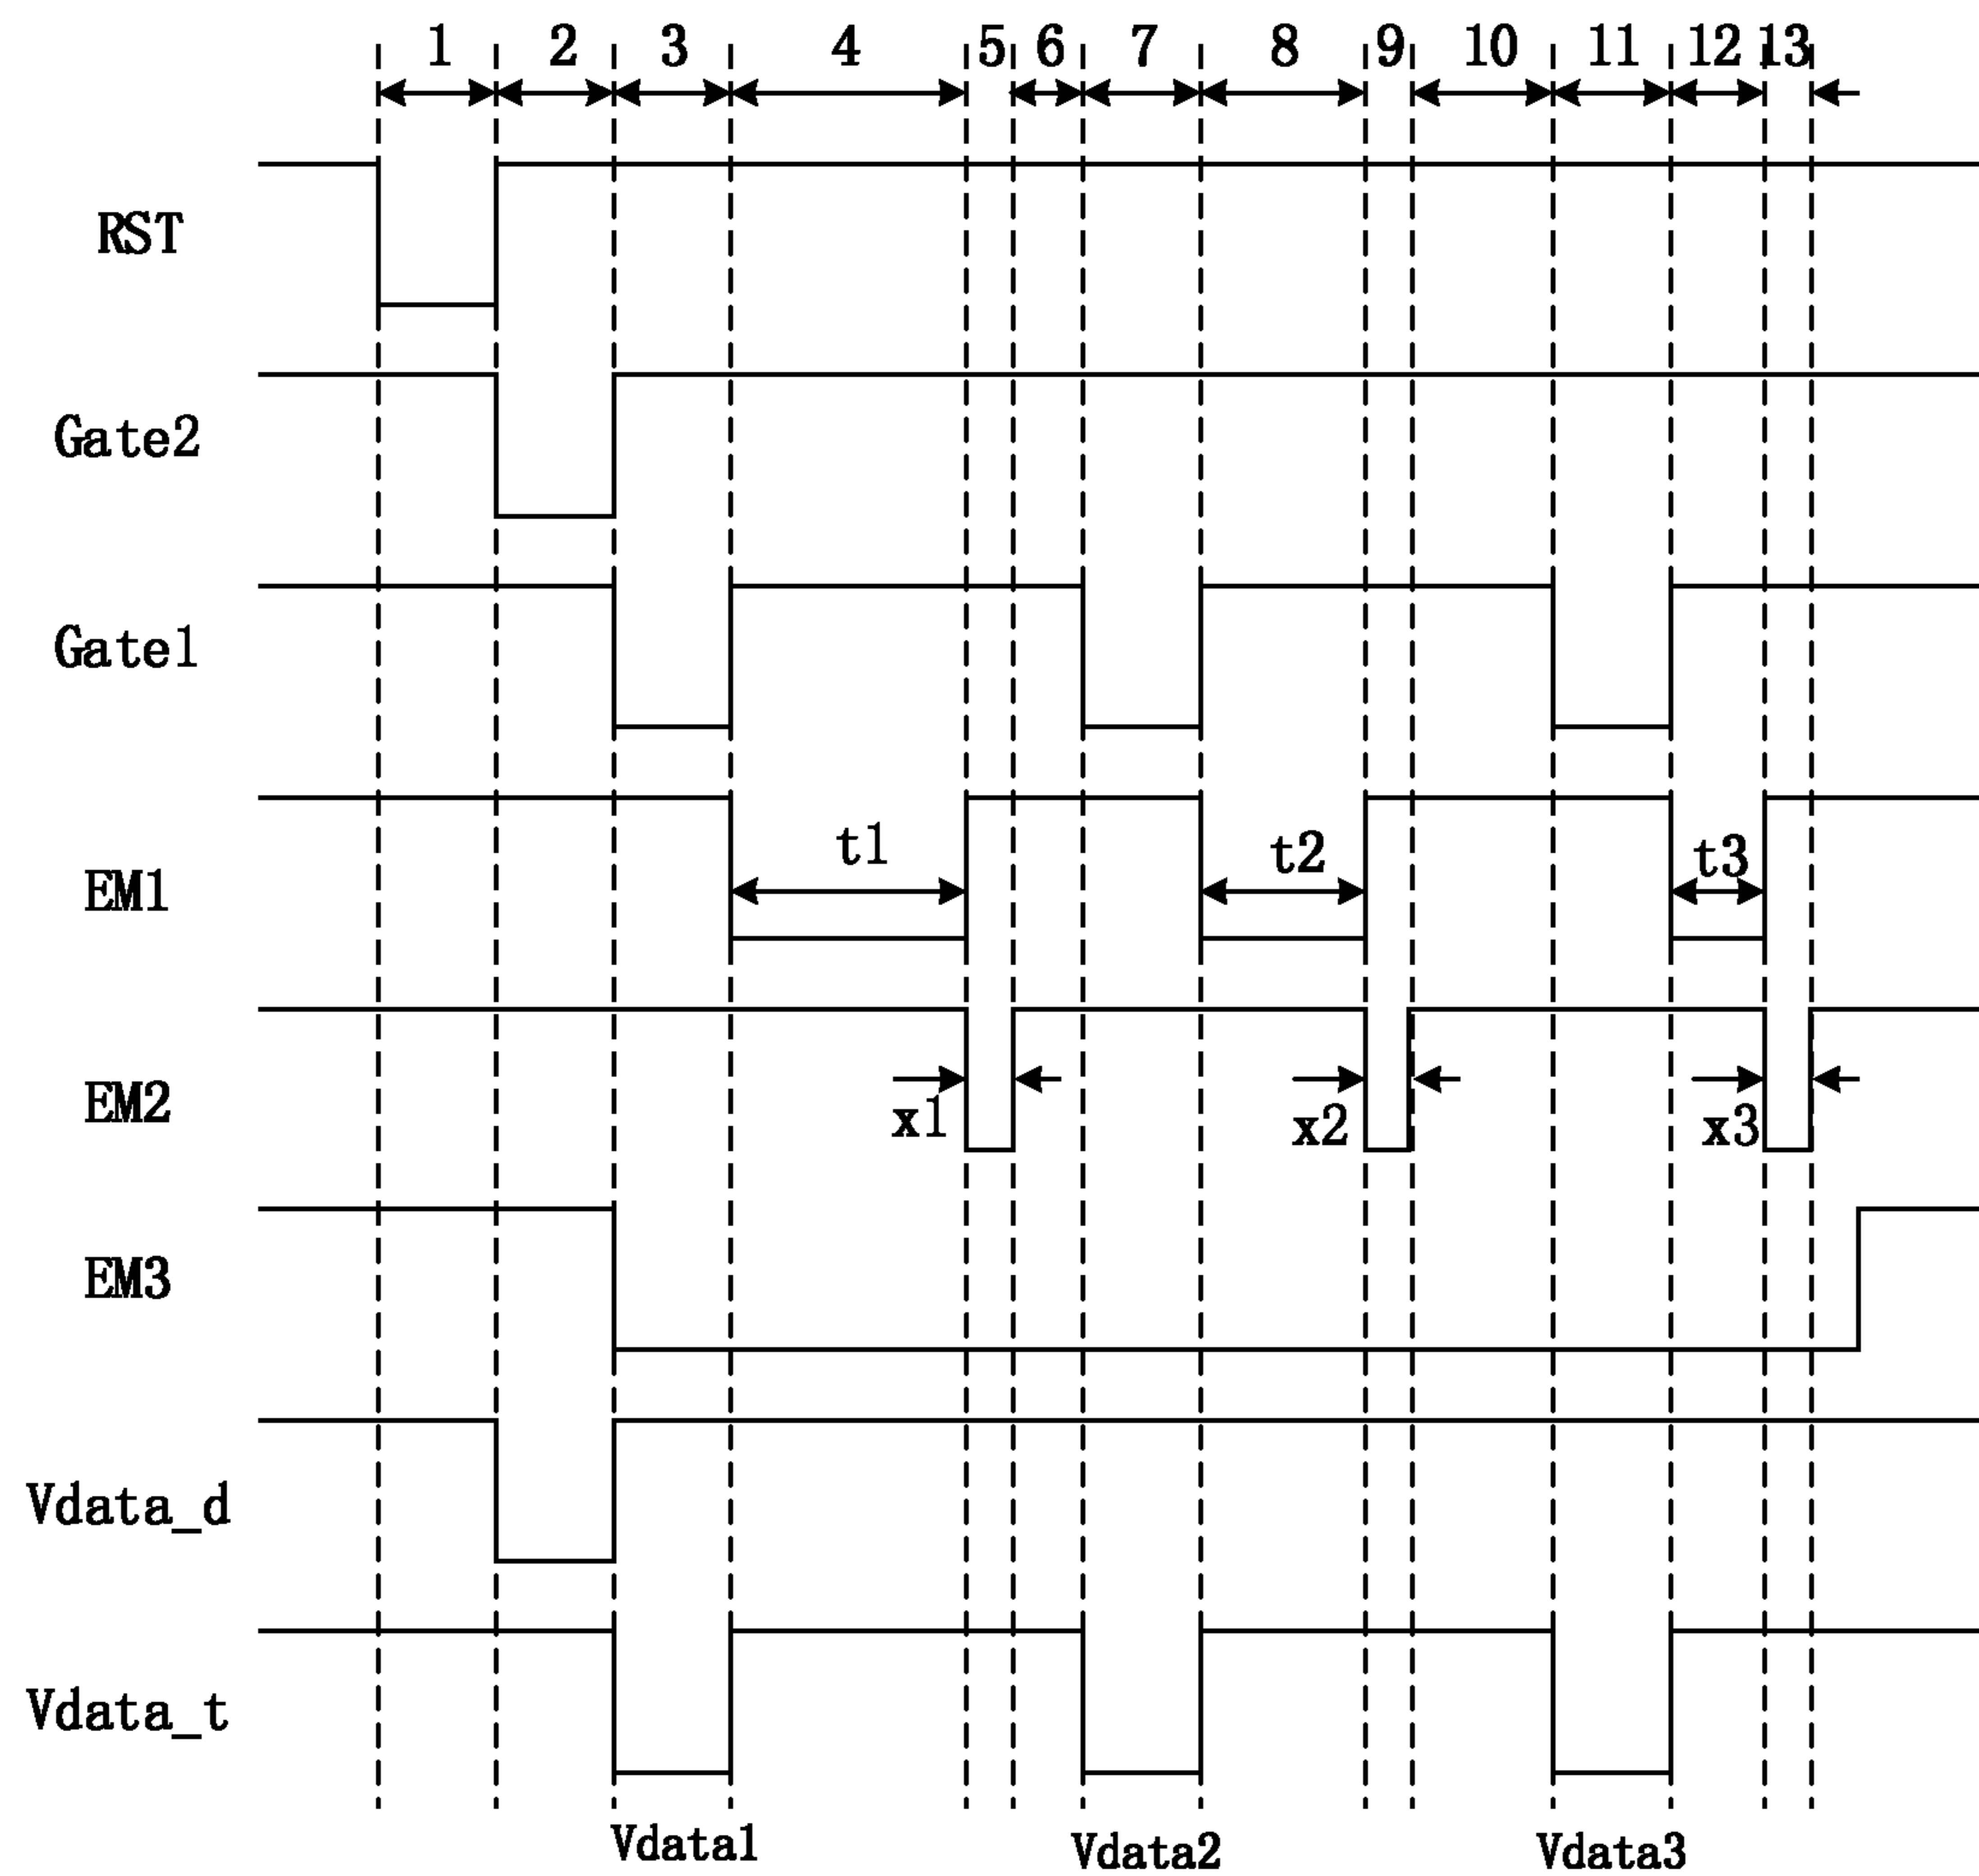 1 2 3 4 5 6 7 8 9 10 11 12 13
RST
Gate2
Gate1
t1 t2 t3
EM1
EM2
x1 x2 x3
EM3
Vdata_d
Vdata_t
Vdata1 Vdata2 Vdata3